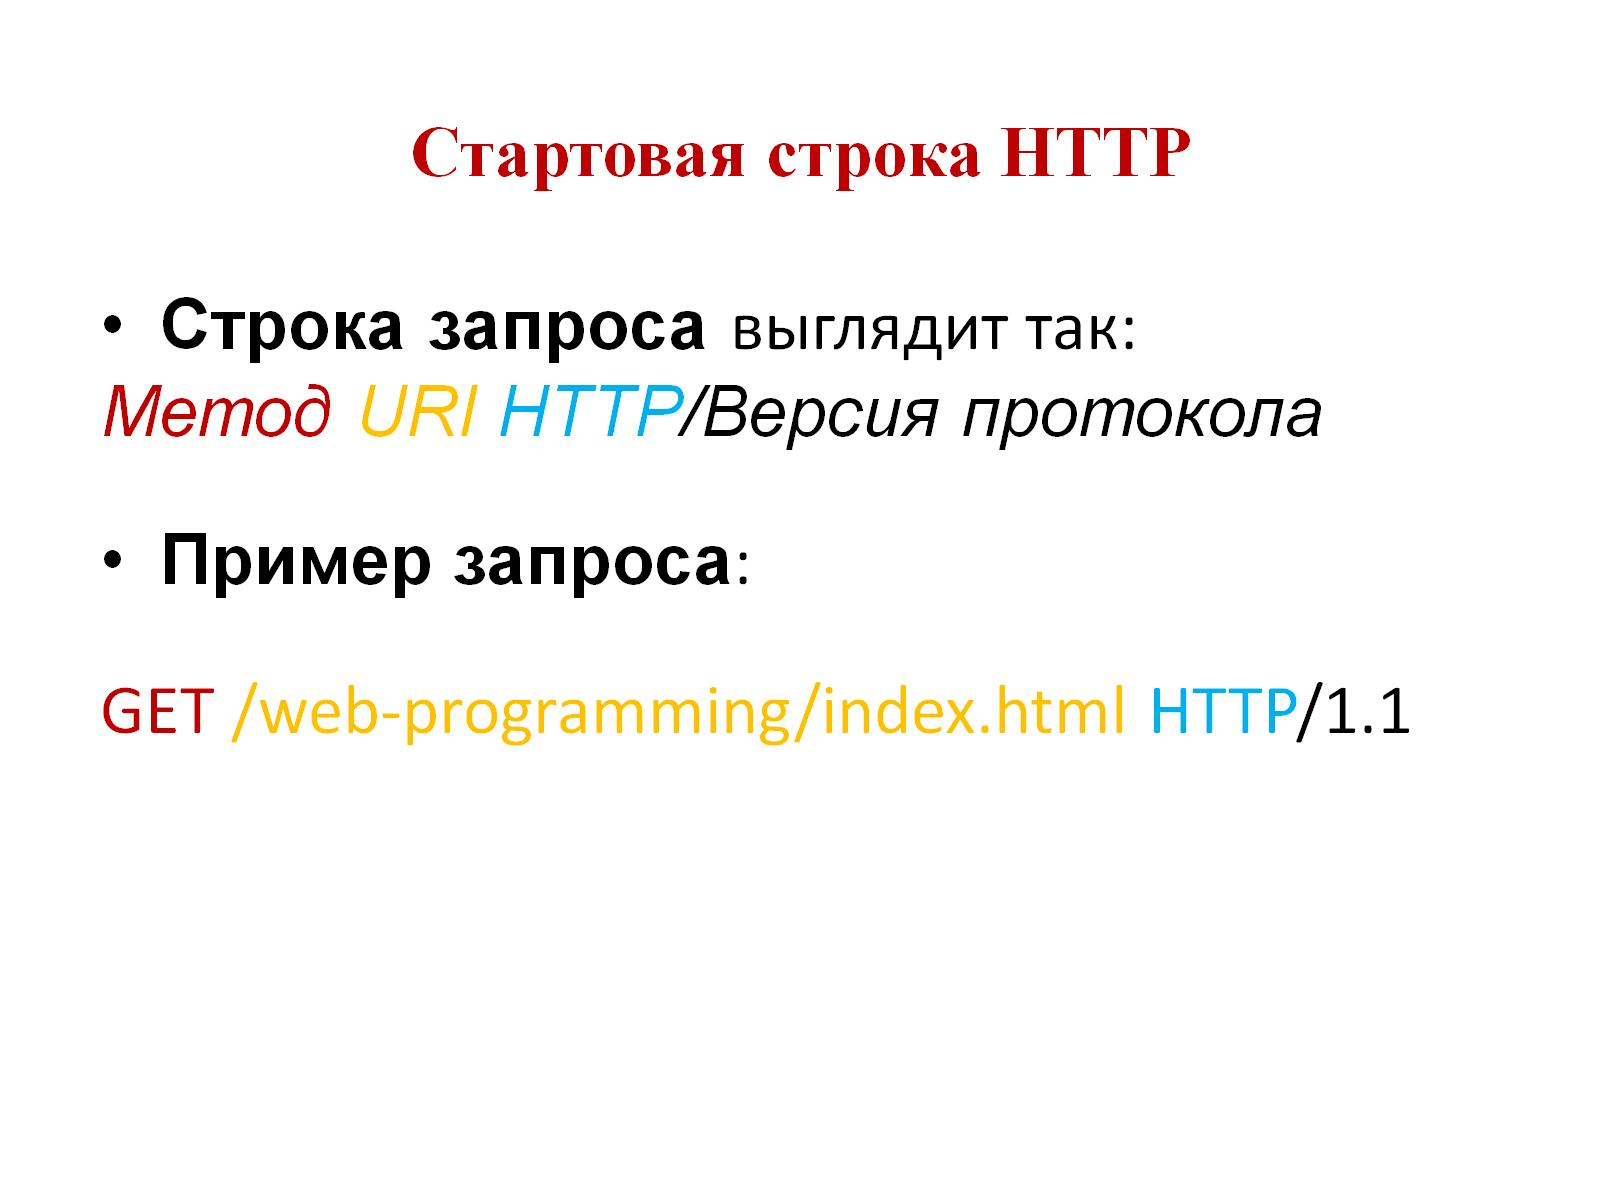 Стартовая строка HTTP
• Строка запроса выглядит так:
Метод URI HTTP/Версия протокола
• Пример запроса:
GET /web-programming/index.html HTTP/1.1